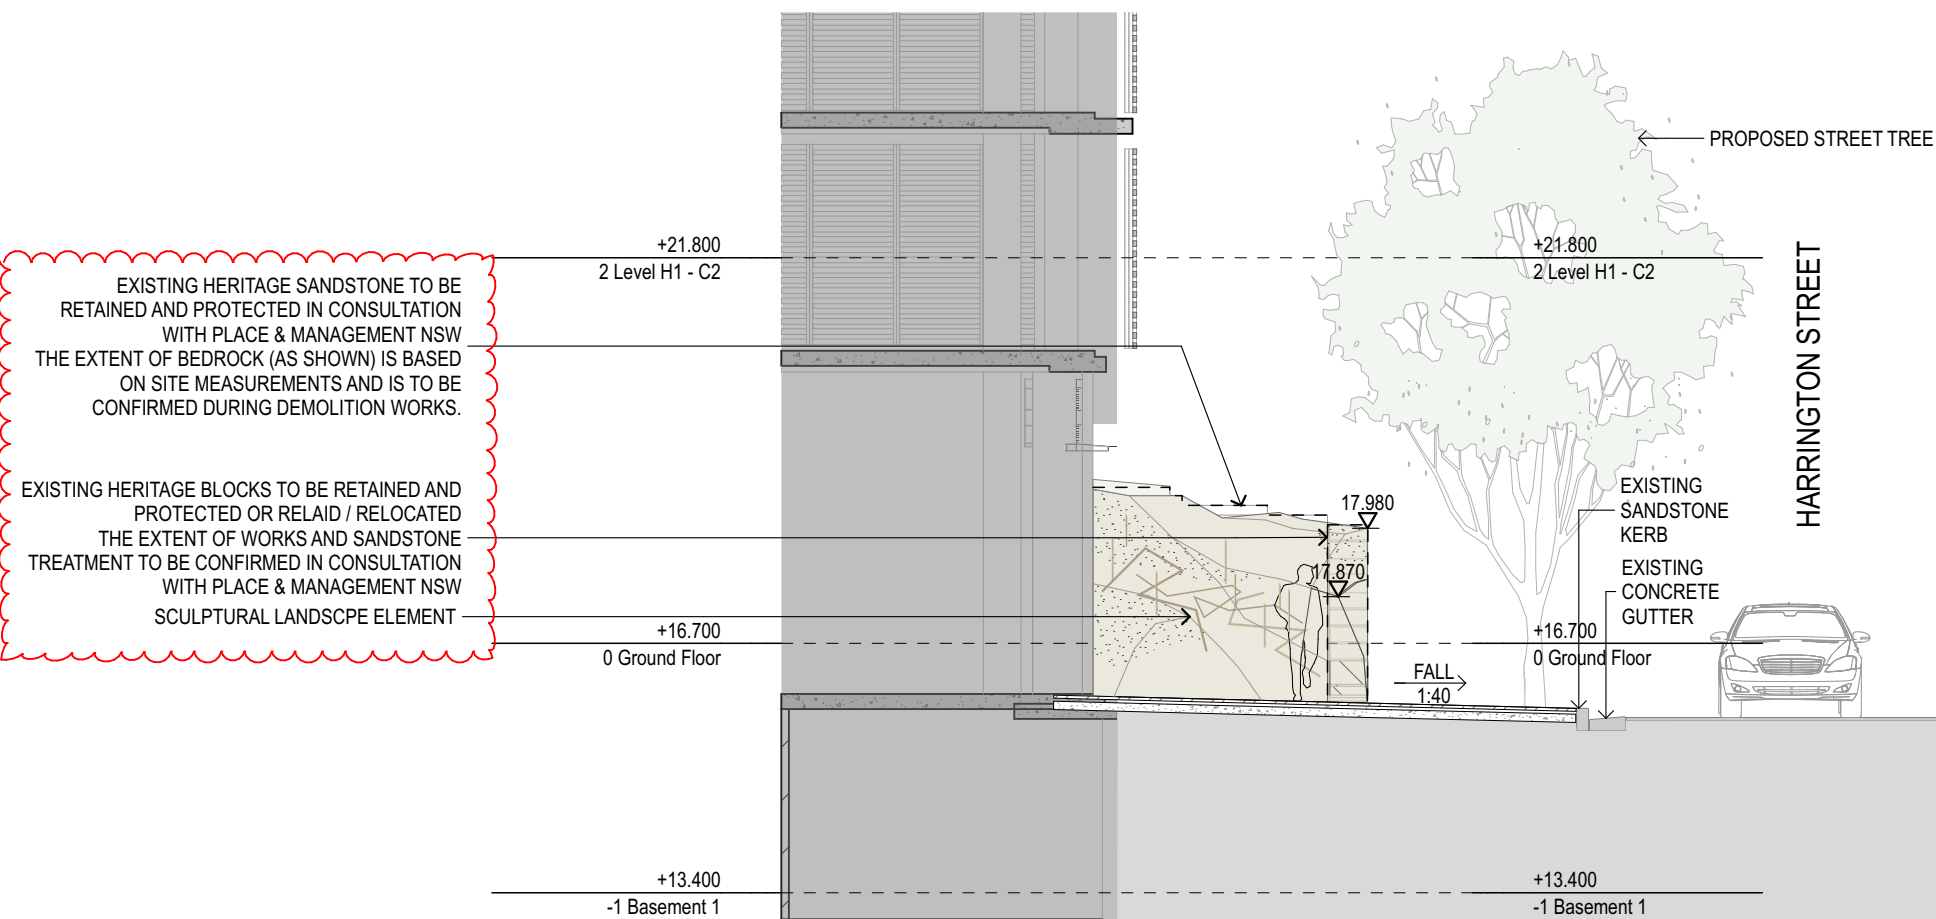 PROPOSED STREET TREE
+21.800
2 Level H1 - C2
+21.800
2 Level H1 - C2
HARRINGTON STREET
EXISTING HERITAGE SANDSTONE TO BE
RETAINED AND PROTECTED IN CONSULTATION
WITH PLACE & MANAGEMENT NSW
THE EXTENT OF BEDROCK (AS SHOWN) IS BASED
ON SITE MEASUREMENTS AND IS TO BE
CONFIRMED DURING DEMOLITION WORKS.
EXISTING HERITAGE BLOCKS TO BE RETAINED AND
PROTECTED OR RELAID / RELOCATED
THE EXTENT OF WORKS AND SANDSTONE
TREATMENT TO BE CONFIRMED IN CONSULTATION
WITH PLACE & MANAGEMENT NSW
SCULPTURAL LANDSCPE ELEMENT
17.980
17.870
EXISTING
SANDSTONE
KERB
EXISTING
CONCRETE
GUTTER
+16.700
0 Ground Floor
+16.700
0 Ground Floor
FALL
1:40
+13.400
-1 Basement 1
+13.400
-1 Basement 1